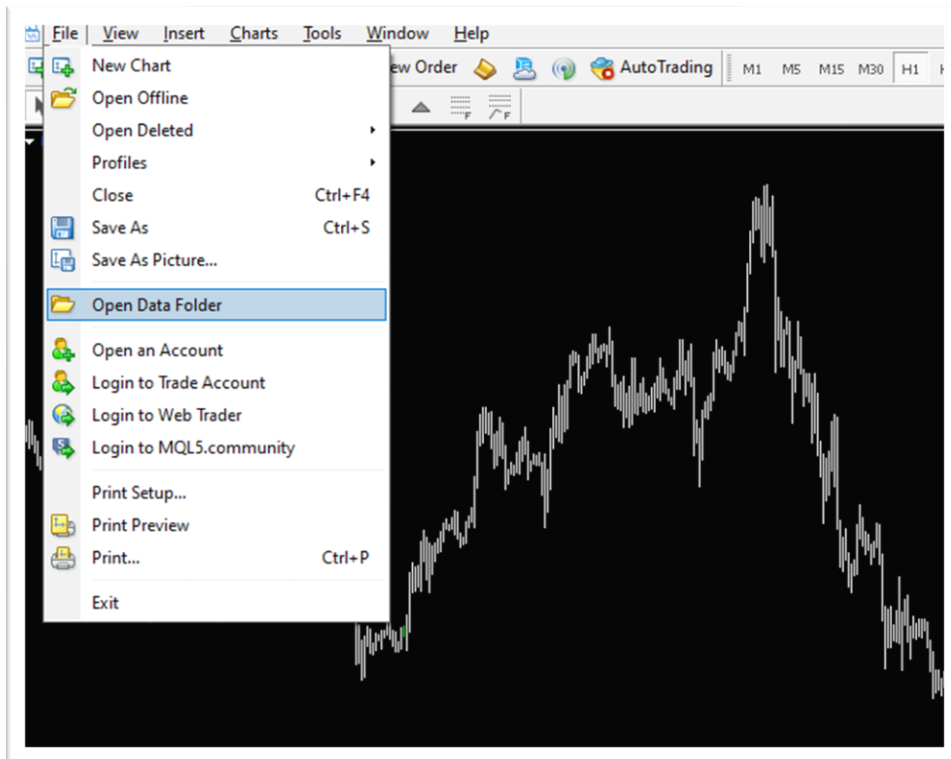 File View Insert Charts Tools Window Help
ew Order AutoTrading M1 M5 M15 M30 H1
F F
New Chart
Open Offline
Open Deleted
Profiles
Close Ctrl+F4
Save As Ctrl+S
Save As Picture...
Open Data Folder
Open an Account
Login to Trade Account
Login to Web Trader
Login to MQL5.community
Print Setup...
Print Preview
Print... Ctrl+P
Exit